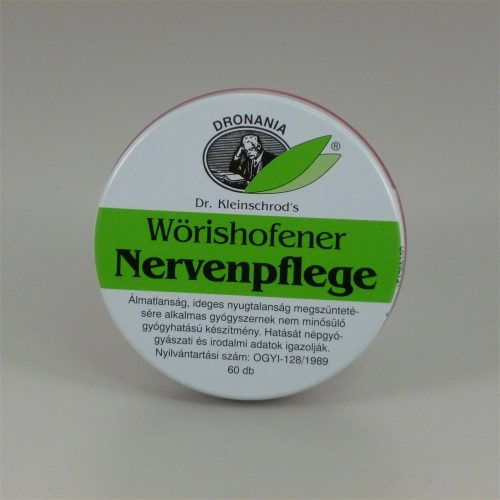 DRONANIA
®
Dr. Kleinschrod's
Wörishofener
Nervenpflege
Álmatlanság, ideges nyugtalanság megszünteté-
sére alkalmas gyógyszernek nem minősülő
gyógyhatású készítmény. Hatását népgyó-
gyászati és irodalmi adatok igazolják.
Nyilvántartási szám: OGYI-128/1989
60 db